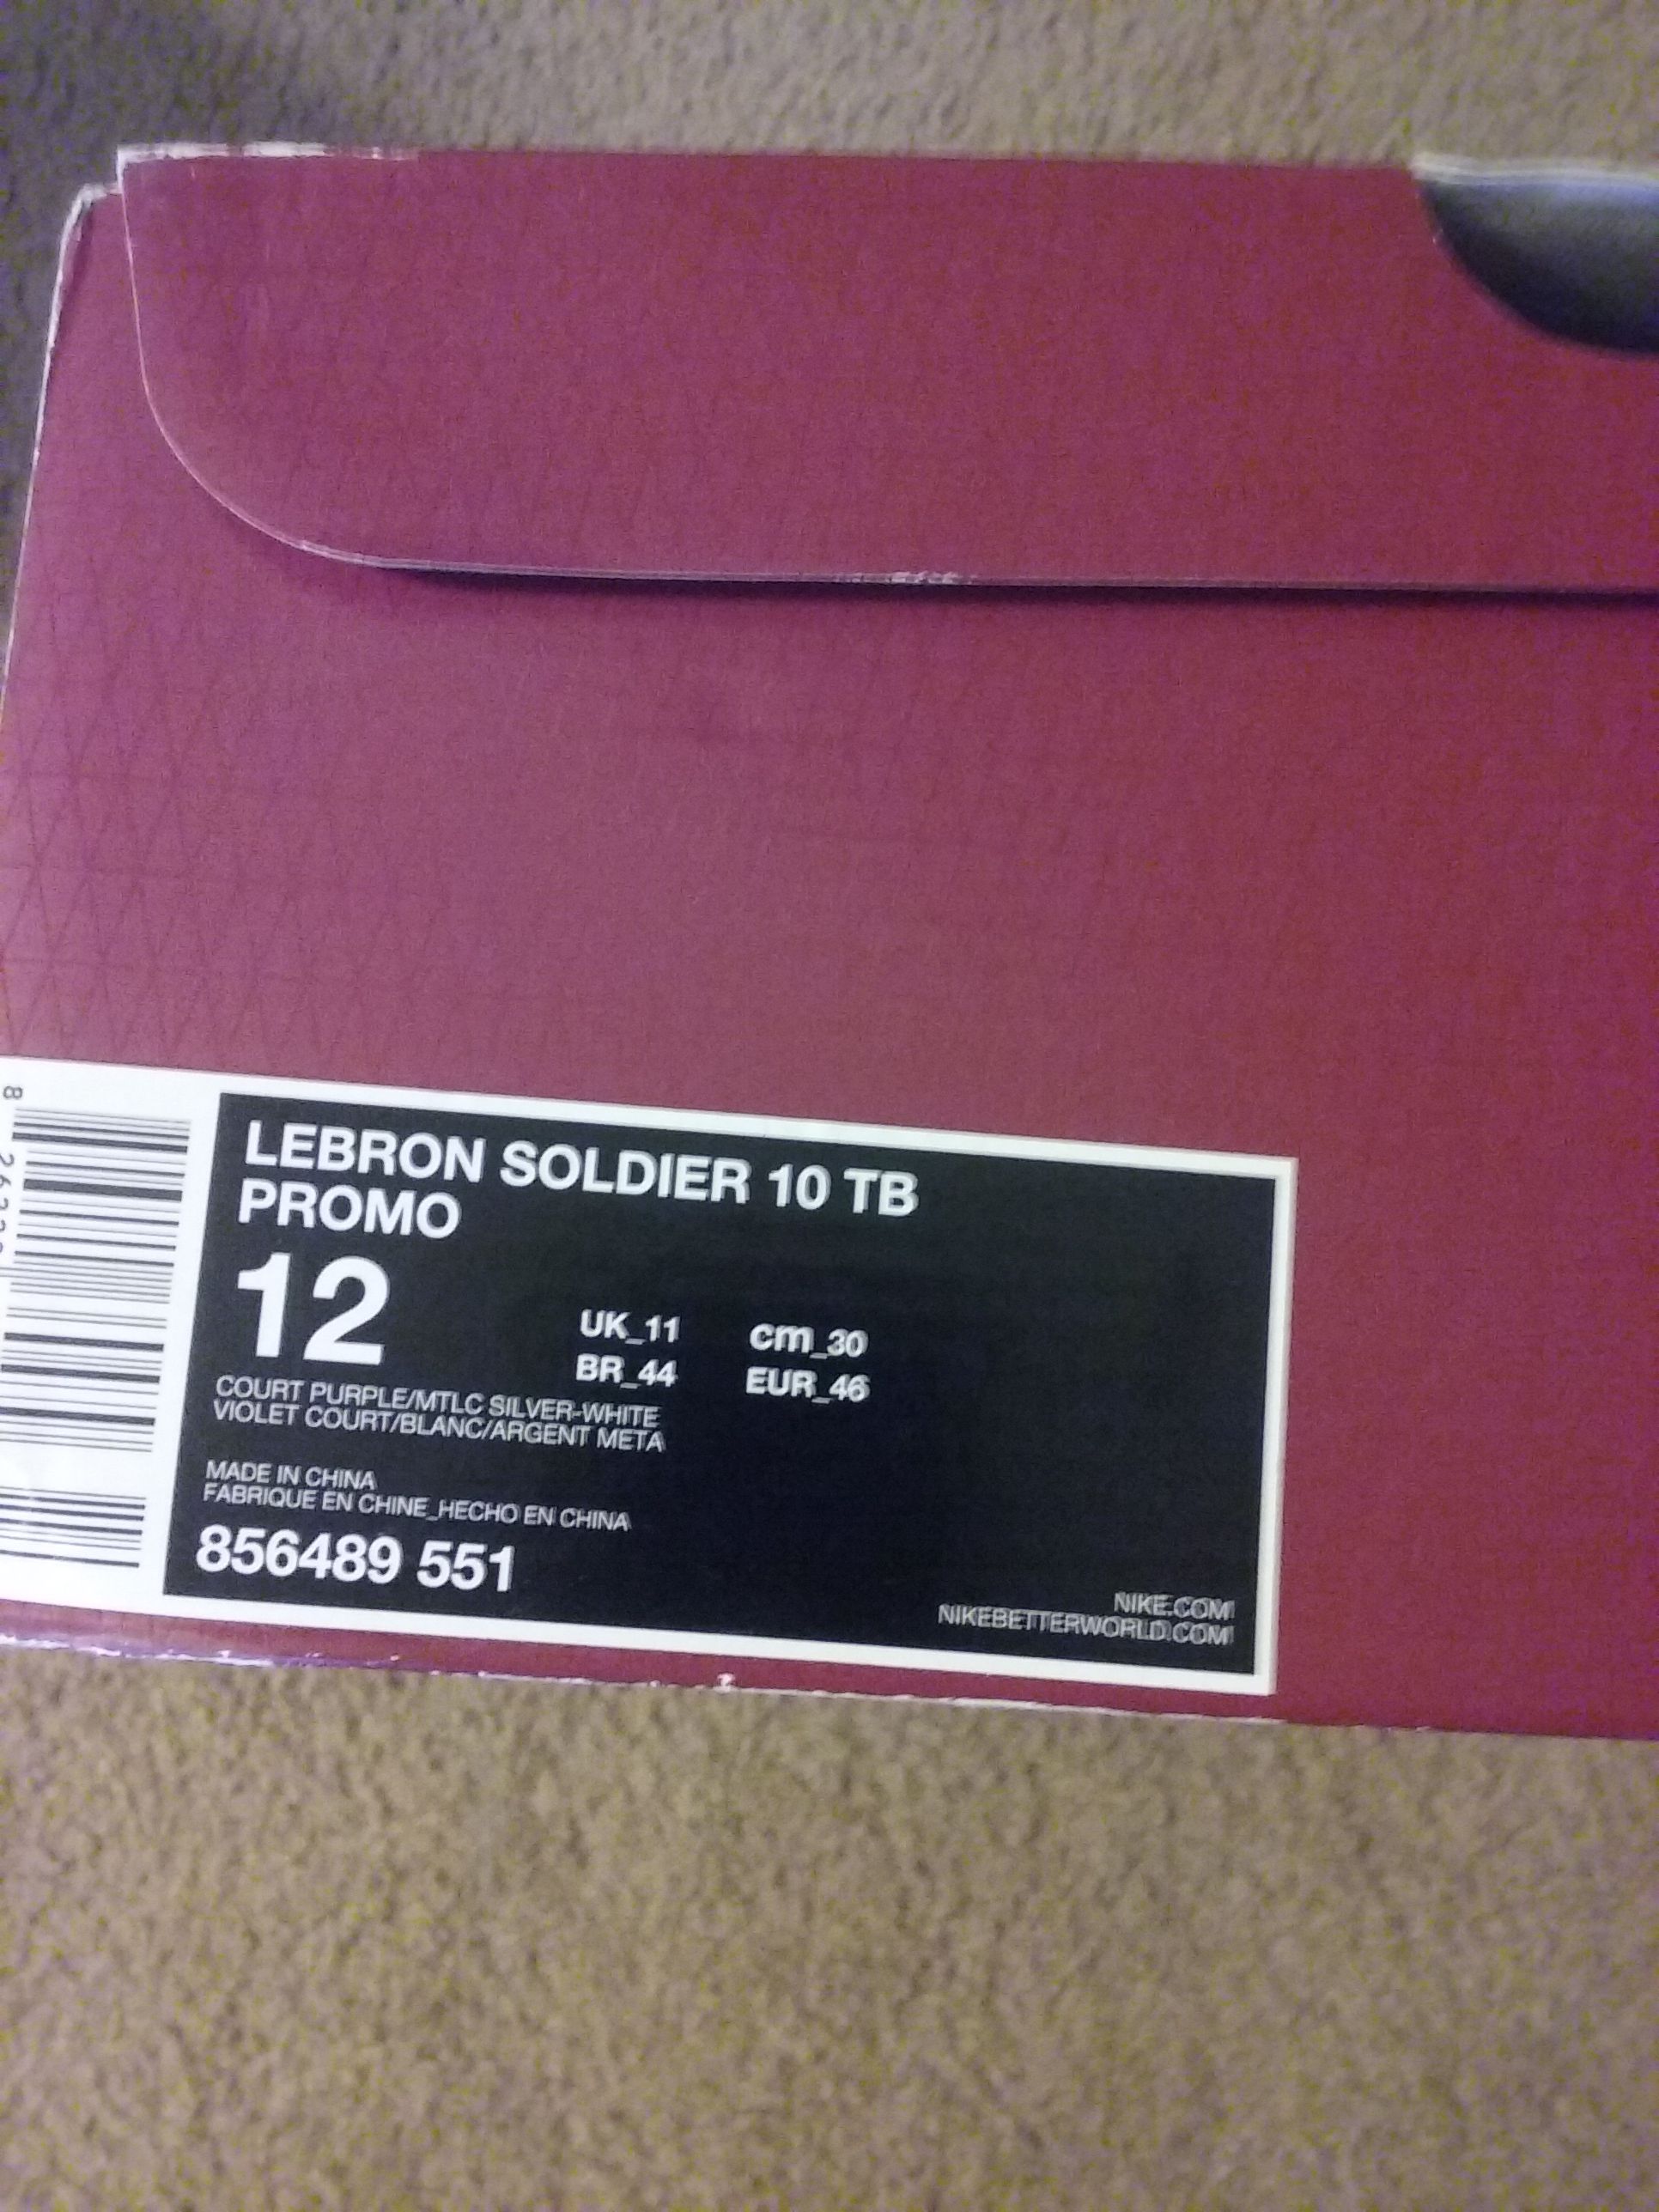 LEBRON SOLDIER 10 TB
PROMO
12
UK_11 cm_30
BR_44 EUR_46
COURT PURPLE/MTLC SILVER-WHITE
VIOLET COURT/BLANC/ARGENT META
MADE IN CHINA
FABRIQUE EN CHINE_HECHO EN CHINA
856489 551
NIKE.COM
NIKEBETTERWORLD.COM
8